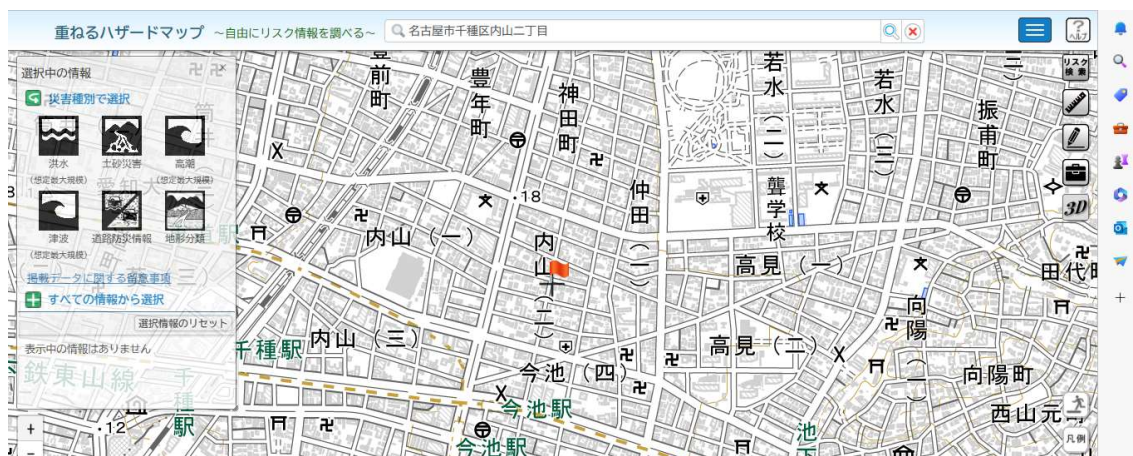 重ねるハザードマップ ～自由にリスク情報を調べる～
名古屋市千種区内山二丁目
ヘルプ
選択中の情報
災害種別で選択
洪水
(想定最大規模)
土砂災害
高潮
(想定最大規模)
津波
(想定最大規模)
道路防災情報
地形分類
掲載データに関する留意事項
すべての情報から選択
選択情報のリセット
表示中の情報はありません
リスク
検索
3D
凡例
+
-
豊前町
豊年町
神田町
若水(二)
若水(三)
振甫町
仲田(二)
聾学校
18
内山(一)
内山(二)
内山(三)
高見(一)
高見(二)
田代町
向陽(一)
向陽町
西山元
千種駅
今池(四)
今池駅
今池駅
池下
鉄東山線
千種駅
12